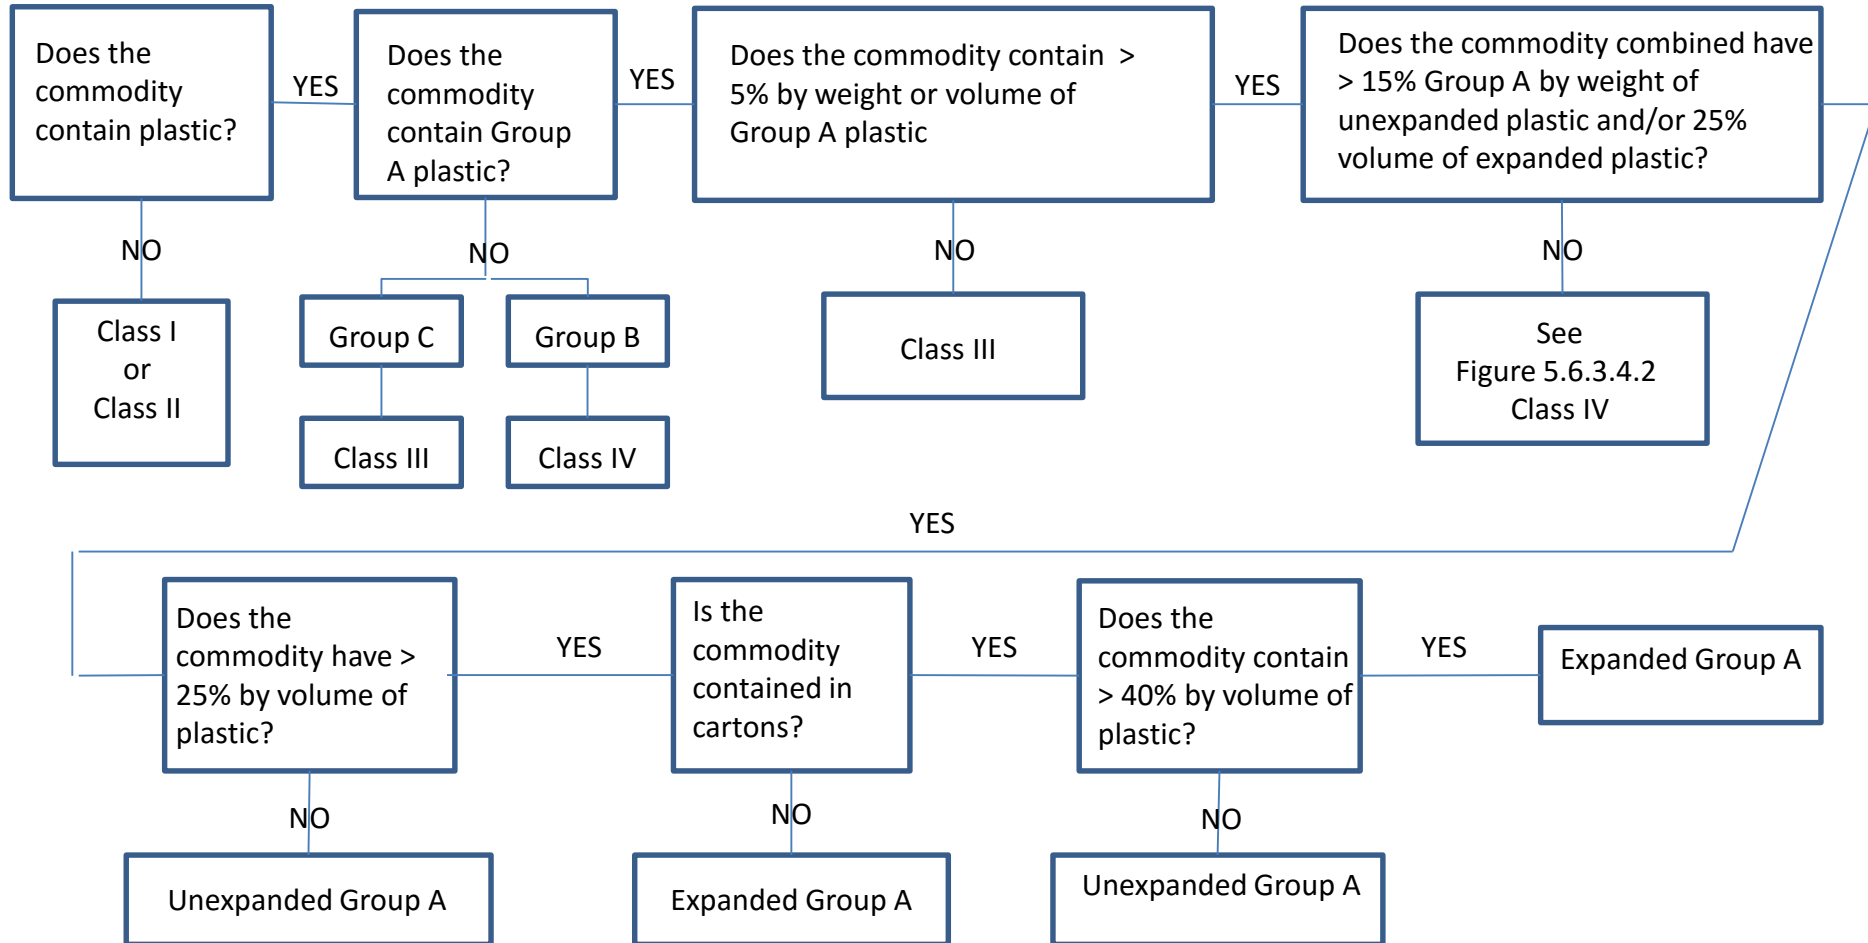 Does the
commodity
contain plastic?
YES
Does the
commodity
contain Group
A plastic?
YES
Does the commodity contain  >
5% by weight or volume of
Group A plastic
YES
Does the commodity combined have
> 15% Group A by weight of
unexpanded plastic and/or 25%
volume of expanded plastic?
NO
NO
NO
NO
Class I
or
Class II
Group C
Group B
Class III
Class IV
Class III
See
Figure 5.6.3.4.2
Class IV
YES
Does the
commodity have >
25% by volume of
plastic?
YES
Is the
commodity
contained in
cartons?
YES
Does the
commodity contain
> 40% by volume of
plastic?
YES
Expanded Group A
NO
NO
NO
Unexpanded Group A
Expanded Group A
Unexpanded Group A